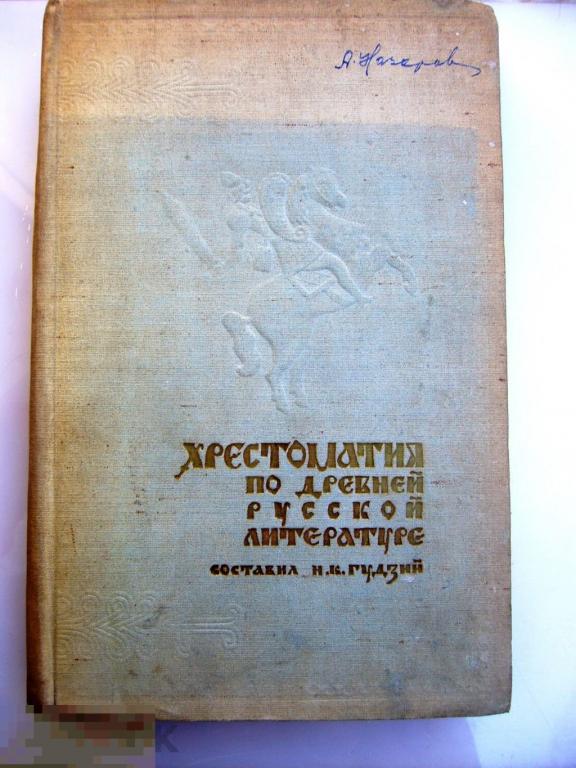 А. Назаров
ХРЕСТОМАТИЯ
ПО ДРЕВНЕЙ
РУССКОЙ
ЛИТЕРАТУРЕ
СОСТАВИЛ Н.К. ГУДЗИЙ